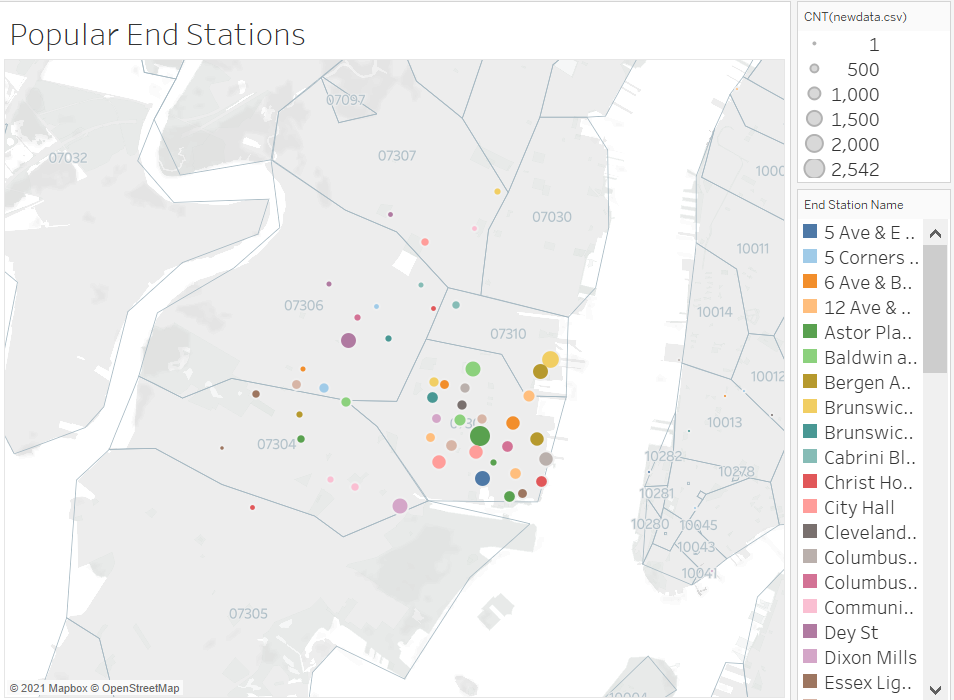 Popular End Stations
CNT(newdata.csv)
1
500
1,000
1,500
2,000
2,542
End Station Name
5 Ave & E ..
5 Corners ..
6 Ave & B..
12 Ave & ..
Astor Pla..
Baldwin a..
Bergen A..
Brunswic..
Brunswic..
Cabrini Bl..
Christ Ho..
City Hall
Cleveland..
Columbus..
Columbus..
Communi..
Dey St
Dixon Mills
Essex Lig..
07097
07032
07307
07030
10011
07306
10014
07310
10012
10013
07304
10282
10278
10281
10280
10045
10043
10041
07305
10004
© 2021 Mapbox © OpenStreetMap